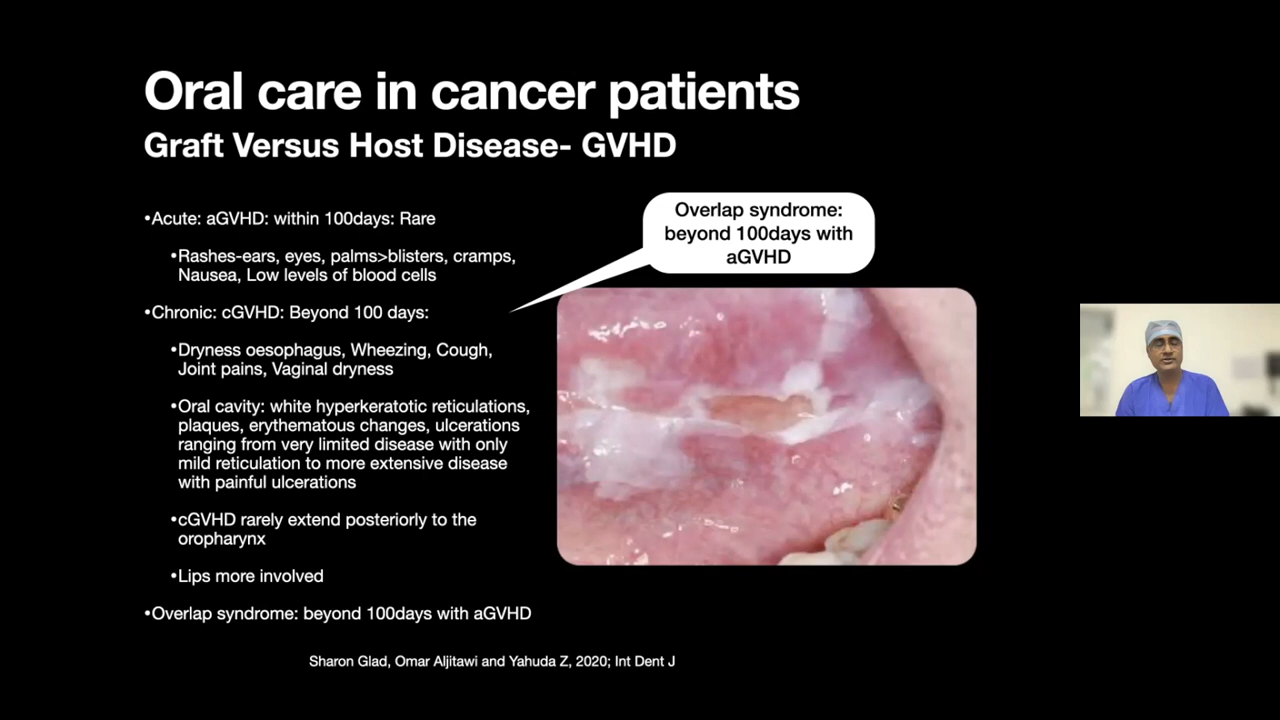 Oral care in cancer patients
Graft Versus Host Disease- GVHD
•Acute: aGVHD: within 100days: Rare
•Rashes-ears, eyes, palms>blisters, cramps,
Nausea, Low levels of blood cells
•Chronic: cGVHD: Beyond 100 days:
•Dryness oesophagus, Wheezing, Cough,
Joint pains, Vaginal dryness
•Oral cavity: white hyperkeratotic reticulations,
plaques, erythematous changes, ulcerations
ranging from very limited disease with only
mild reticulation to more extensive disease
with painful ulcerations
•cGVHD rarely extend posteriorly to the
oropharynx
•Lips more involved
•Overlap syndrome: beyond 100days with aGVHD
Overlap syndrome:
beyond 100days with
aGVHD
Sharon Glad, Omar Aljitawi and Yahuda Z, 2020; Int Dent J